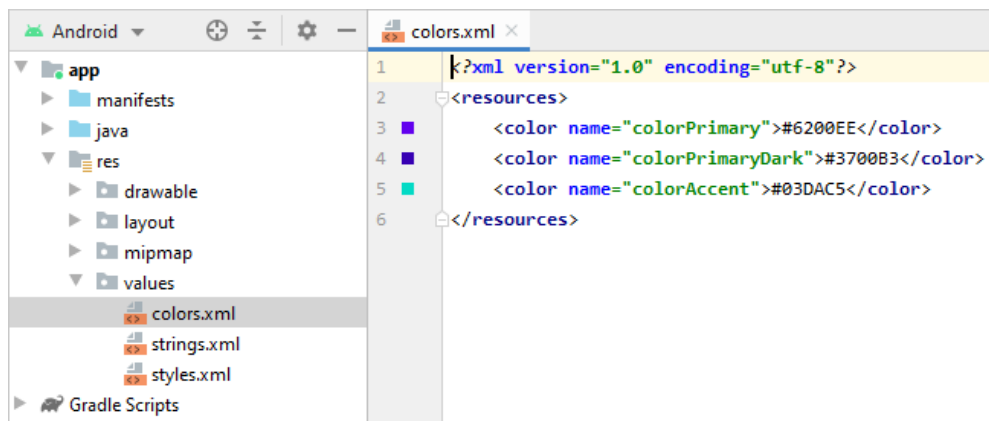 Android
app
manifests
java
res
drawable
layout
mipmap
values
colors.xml
strings.xml
styles.xml
Gradle Scripts
colors.xml
1 <?xml version="1.0" encoding="utf-8"?>
2 <resources>
3 <color name="colorPrimary">#6200EE</color>
4 <color name="colorPrimaryDark">#3700B3</color>
5 <color name="colorAccent">#03DAC5</color>
6 </resources>